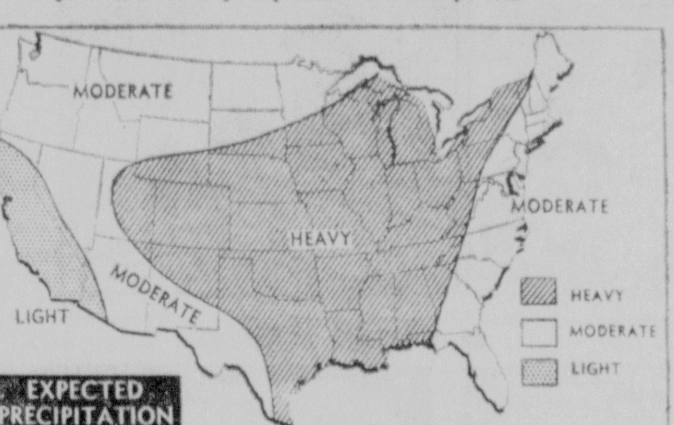 MODERATE
MODERATE
HEAVY
MODERATE
LIGHT
HEAVY
MODERATE
LIGHT
EXPECTED
PRECIPITATION